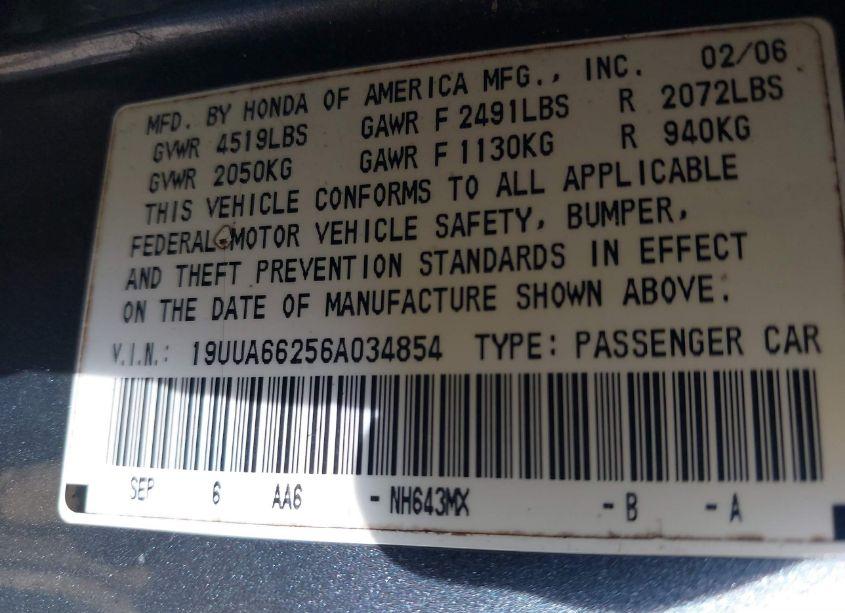 MFD. BY HONDA OF AMERICA MFG., INC. 02/06
GVWR 4519LBS GAWR F 2491LBS R 2072LBS
GVWR 2050KG GAWR F 1130KG R 940KG
THIS VEHICLE CONFORMS TO ALL APPLICABLE
FEDERAL MOTOR VEHICLE SAFETY, BUMPER,
AND THEFT PREVENTION STANDARDS IN EFFECT
ON THE DATE OF MANUFACTURE SHOWN ABOVE.
V.I.N.: 19UUA66256A034854 TYPE: PASSENGER CAR
SEP 6 AA6 -NH643MX -B -A